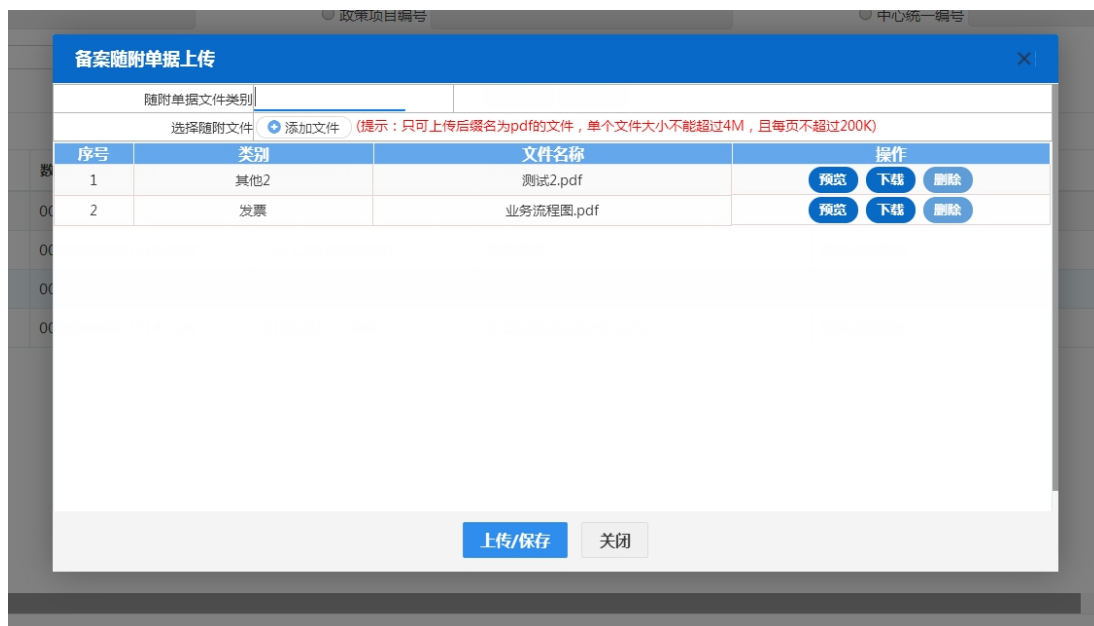 政策项目编号 中心统一编号
备案随附单据上传
随附单据文件类别
选择随附文件 添加文件 (提示：只可上传后缀名为pdf的文件，单个文件大小不能超过4M，且每页不超过200K)
序号 类别 文件名称 操作
1 其他2 测试2.pdf 预览 下载 删除
2 发票 业务流程图.pdf 预览 下载 删除
数
00
00
00
00
上传/保存 关闭